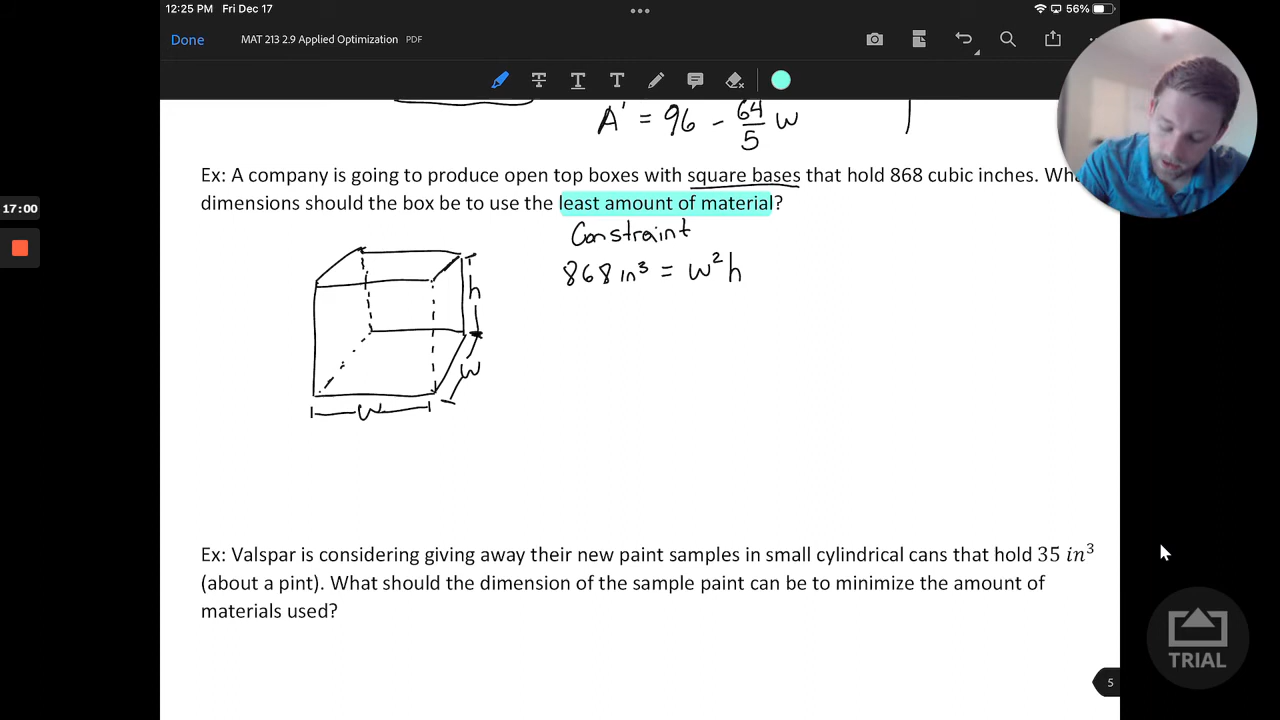 12:25 PM Fri Dec 17
56%
Done
MAT 213 2.9 Applied Optimization PDF
A' = 96 - 64/5 w
Ex: A company is going to produce open top boxes with square bases that hold 868 cubic inches.
dimensions should the box be to use the least amount of material?
17:00
Constraint
868 in³ = w²h
h
w
w
Ex: Valspar is considering giving away their new paint samples in small cylindrical cans that hold 35 in³
(about a pint). What should the dimension of the sample paint can be to minimize the amount of
materials used?
TRIAL
5